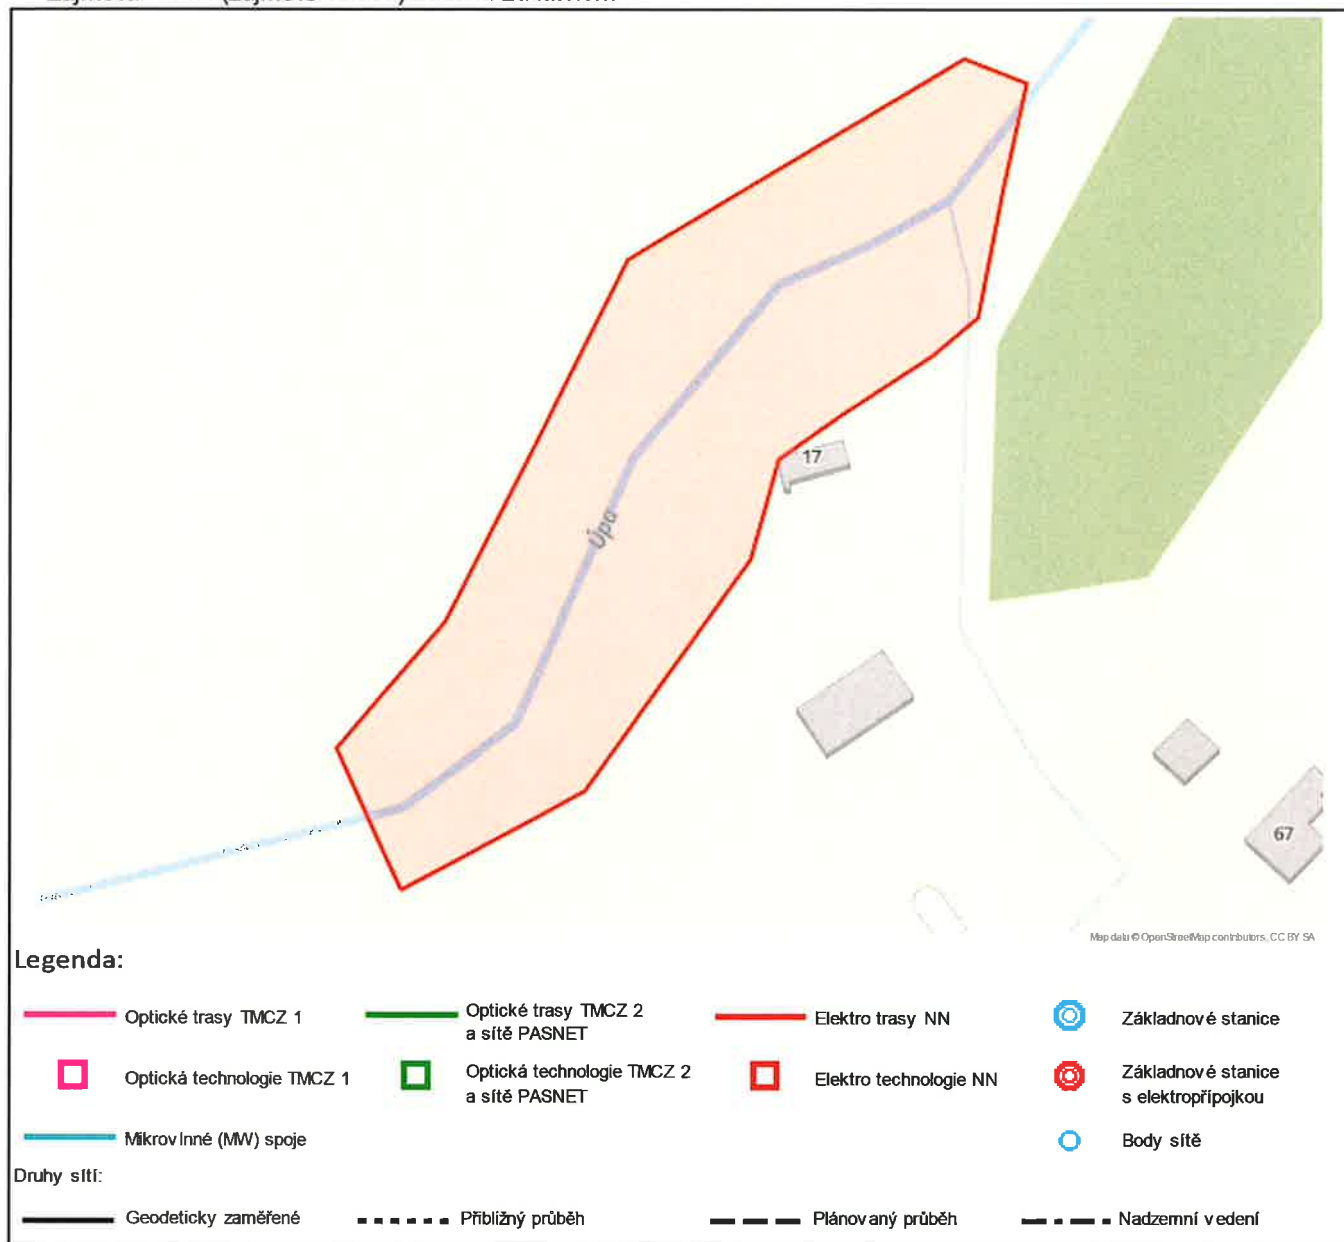 Úpa
17
67
Map data © OpenStreetMap contributors, CC BY SA
Legenda:
Optické trasy TMCZ 1
Optické trasy TMCZ 2
a sítě PASNET
Elektro trasy NN
Základnové stanice
Optická technologie TMCZ 1
Optická technologie TMCZ 2
a sítě PASNET
Elektro technologie NN
Základnové stanice
s elektropřípojkou
Mikrovlnné (MW) spoje
Body sítě
Druhy sítí:
Geodeticky zaměřené
Přibližný průběh
Plánovaný průběh
Nadzemní vedení